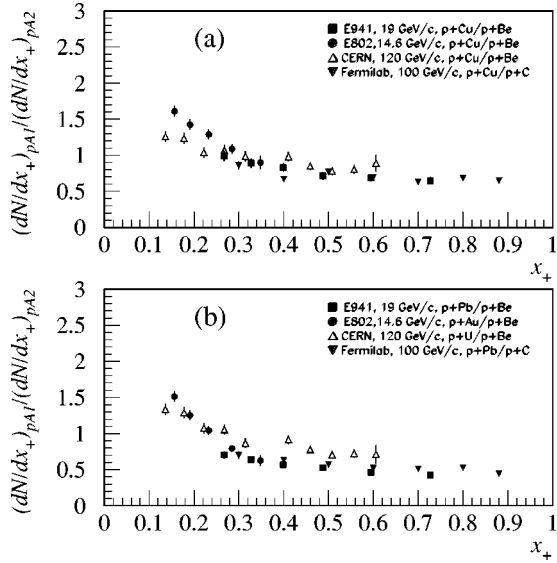 (dN/dx₊)pA1/(dN/dx₊)pA2
3
2.5
2
1.5
1
0.5
0
(a)
■ E941, 19 GeV/c, p+Cu/p+Be
● E802,14.6 GeV/c, p+Cu/p+Be
△ CERN, 120 GeV/c, p+Cu/p+Be
▼ Fermilab, 100 GeV/c, p+Cu/p+C
0 0.1 0.2 0.3 0.4 0.5 0.6 0.7 0.8 0.9 1
x₊
(dN/dx₊)pA1/(dN/dx₊)pA2
3
2.5
2
1.5
1
0.5
0
(b)
■ E941, 19 GeV/c, p+Pb/p+Be
● E802,14.6 GeV/c, p+Au/p+Be
△ CERN, 120 GeV/c, p+U/p+Be
▼ Fermilab, 100 GeV/c, p+Pb/p+C
0 0.1 0.2 0.3 0.4 0.5 0.6 0.7 0.8 0.9 1
x₊